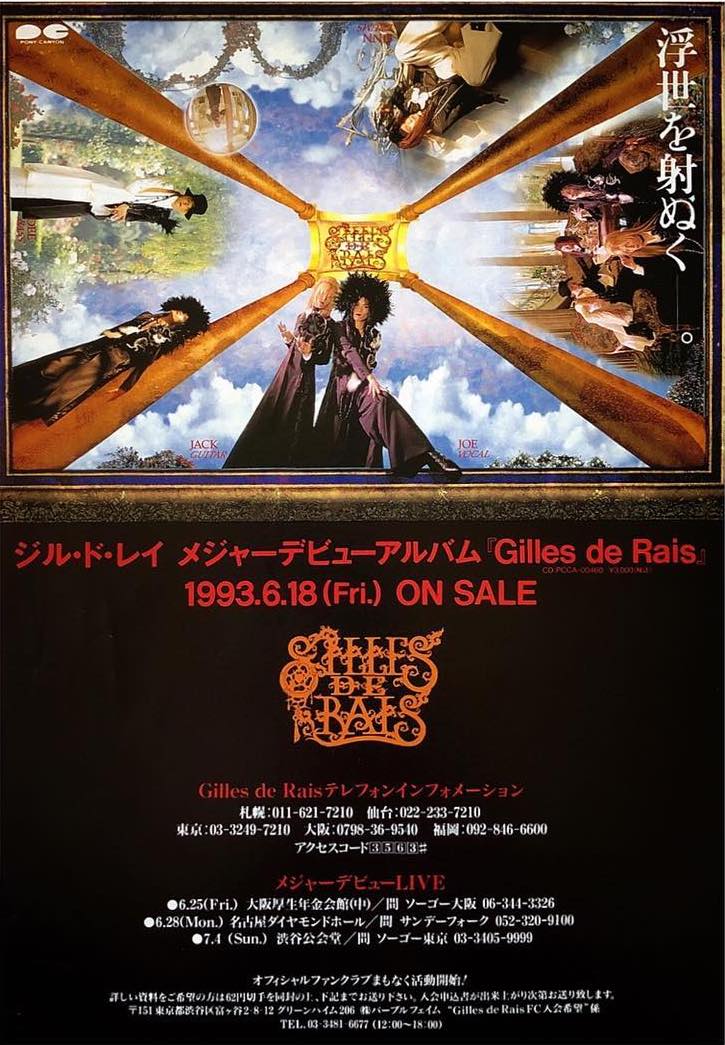 PONY CANYON
浮世を射ぬく──。
JACK
GUITAR
JOE
VOCAL
GILLES
DE
RAIS
ジル・ド・レイ メジャーデビューアルバム『Gilles de Rais』
CD:PCCA-00460 ¥3,000(税込)
1993.6.18(Fri.) ON SALE
GILLES
DE
RAIS
Gilles de Raisテレフォンインフォメーション
札幌:011-621-7210 仙台:022-233-7210
東京:03-3249-7210 大阪:0798-36-9540 福岡:092-846-6600
アクセスコード3563♯
メジャーデビューLIVE
●6.25(Fri.) 大阪厚生年金会館(中)/問 ソーゴー大阪 06-344-3326
●6.28(Mon.) 名古屋ダイヤモンドホール/問 サンデーフォーク 052-320-9100
●7.4 (Sun.) 渋谷公会堂/問 ソーゴー東京 03-3405-9999
オフィシャルファンクラブまもなく活動開始!
詳しい資料をご希望の方は62円切手を同封の上、下記までお送り下さい。入会申込書が出来上がり次第お送り致します。
〒151 東京都渋谷区富ヶ谷2-8-12 グリーンハイム206 ㈱パープルフェイム “Gilles de Rais FC入会希望”係
TEL.03-3481-6677 (12:00~18:00)